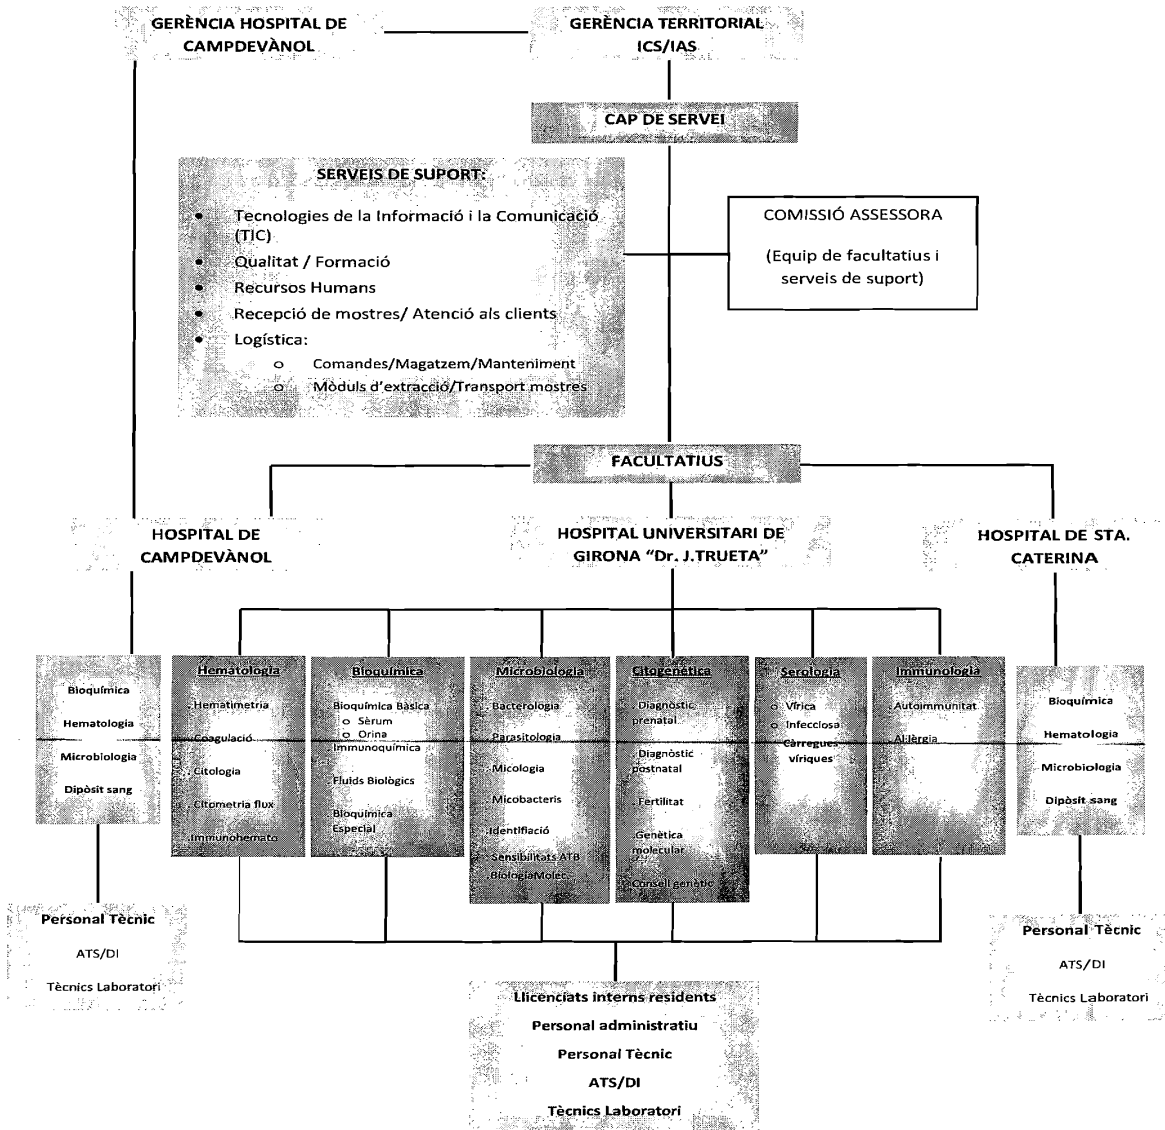 GERÈNCIA HOSPITAL DE
CAMPDEVÀNOL
GERÈNCIA TERRITORIAL
ICS/IAS
CAP DE SERVEI
SERVEIS DE SUPORT:
• Tecnologies de la Informació i la Comunicació
(TIC)
• Qualitat / Formació
• Recursos Humans
• Recepció de mostres/ Atenció als clients
• Logística:
o Comandes/Magatzem/Manteniment
o Mòduls d'extracció/Transport mostres
COMISSIÓ ASSESSORA
(Equip de facultatius i
serveis de suport)
FACULTATIUS
HOSPITAL DE
CAMPDEVÀNOL
HOSPITAL UNIVERSITARI DE
GIRONA "Dr. J.TRUETA"
HOSPITAL DE STA.
CATERINA
Bioquímica
Hematologia
Microbiologia
Dipòsit sang
Hematologia
. Hematimetria
. Coagulació
. Citologia
. Citometria flux
. Immunohemato
Bioquímica
Bioquímica Bàsica
o Sèrum
o Orina
Immunoquímica
Fluids Biològics
Bioquímica
Especial
Microbiologia
. Bacterologia
. Parasitologia
. Micologia
. Micobacteris
. Identifiació
. Sensibilitats ATB
. BiologiaMolec.
Citogenètica
. Diagnòstic
prenatal
. Diagnòstic
postnatal
. Fertilitat
. Genètica
molecular
. Consell genètic
Serologia
o Vírica
o Infecciosa
Càrregues
víriques
Immunologia
. Autoimmunitat
. Al·lèrgia
Bioquímica
Hematologia
Microbiologia
Dipòsit sang
Personal Tècnic
ATS/DI
Tècnics Laboratori
Llicenciats interns residents
Personal administratiu
Personal Tècnic
ATS/DI
Tècnics Laboratori
Personal Tècnic
ATS/DI
Tècnics Laboratori